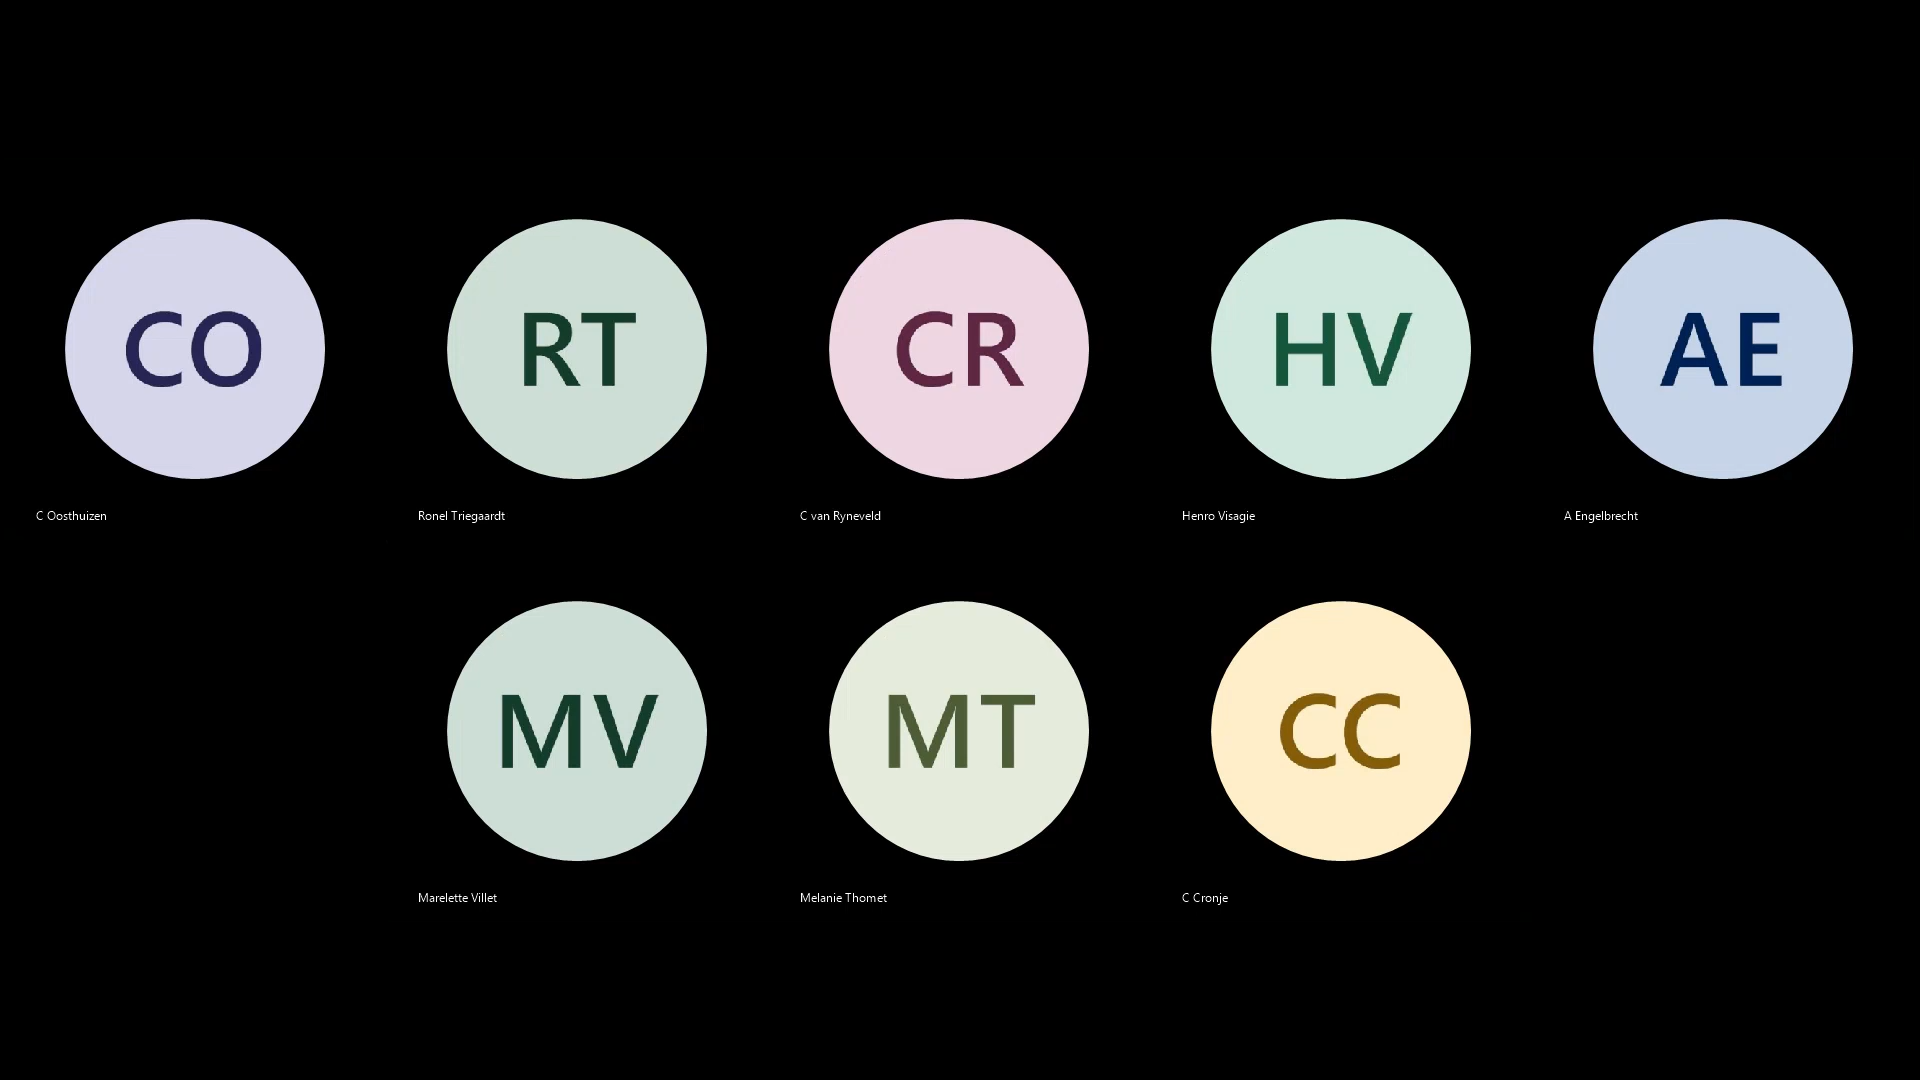 CO
RT
CR
HV
AE
C Oosthuizen
Ronel Triegaardt
C van Ryneveld
Henro Visagie
A Engelbrecht
MV
MT
CC
Marelette Villet
Melanie Thomet
C Cronje